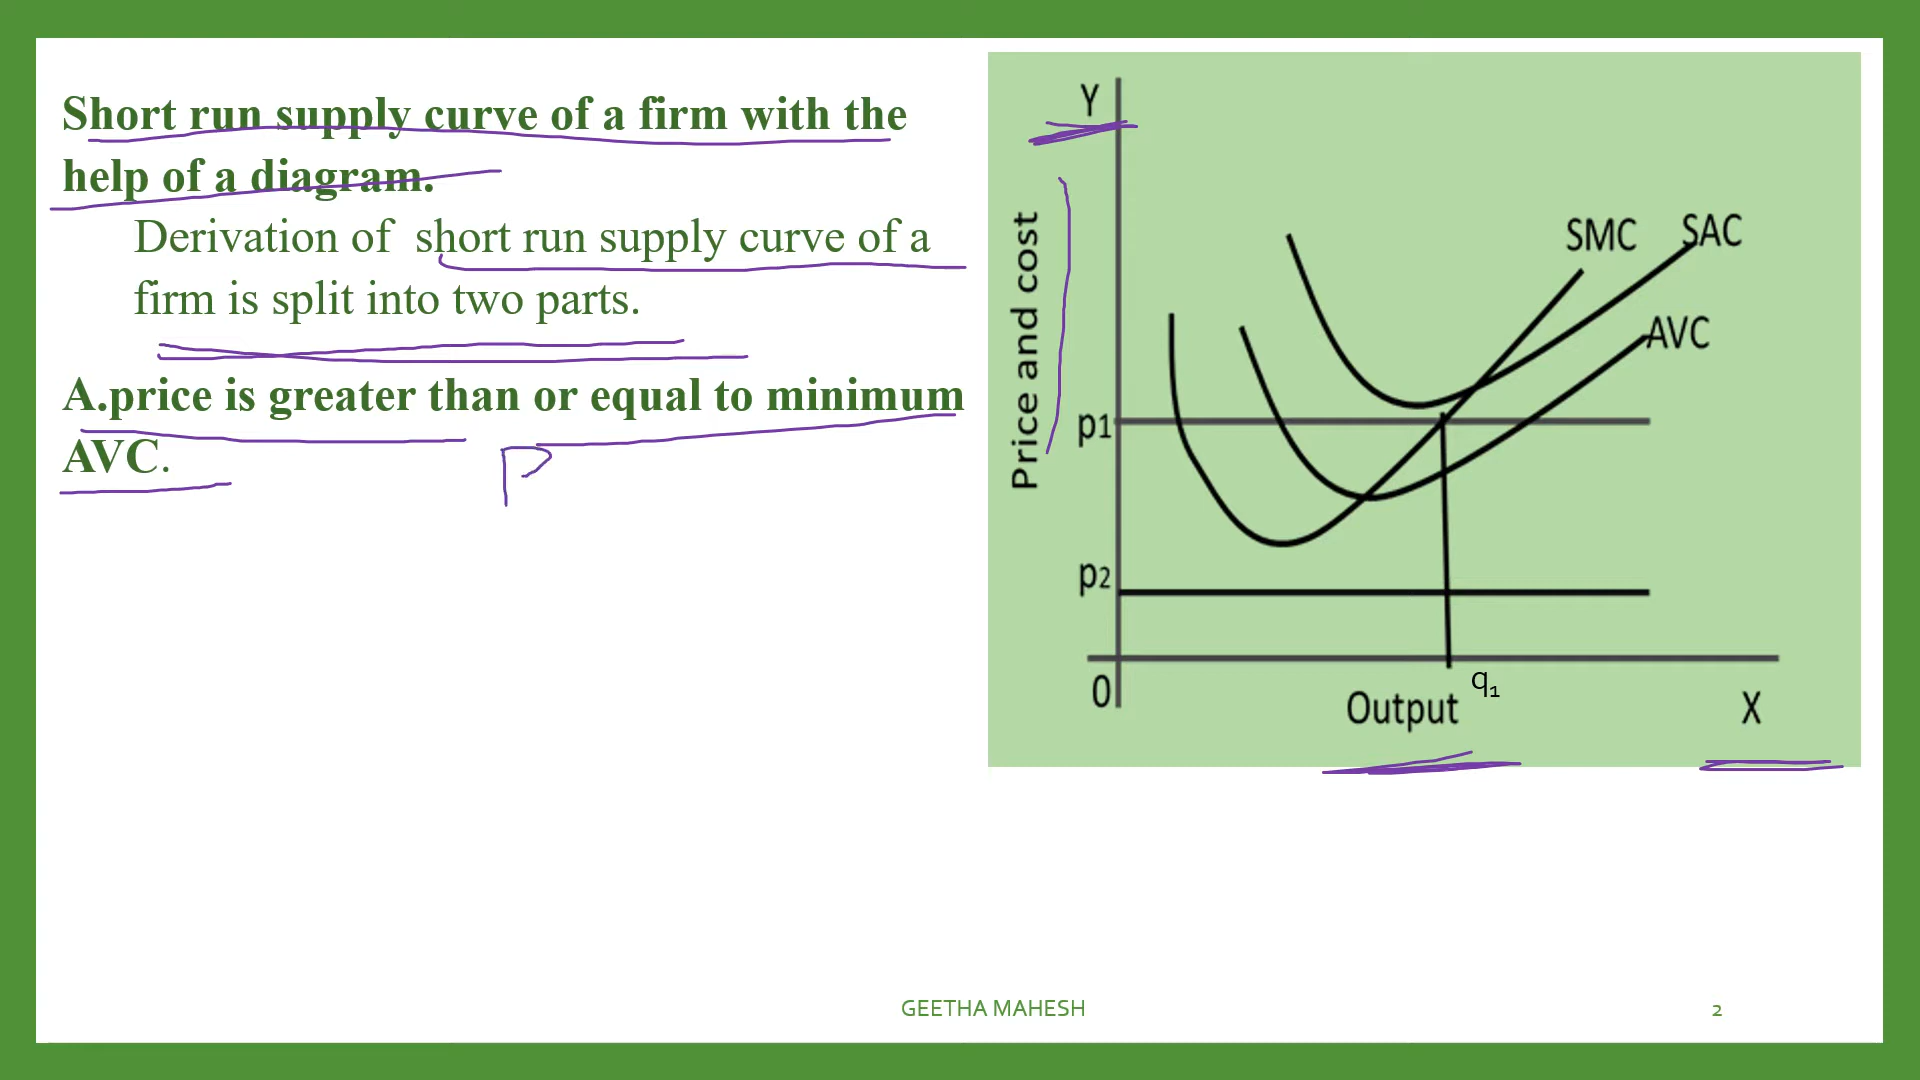 Short run supply curve of a firm with the
help of a diagram.
Derivation of short run supply curve of a
firm is split into two parts.
A.price is greater than or equal to minimum
AVC.
P
Y
Price and cost
SMC
SAC
AVC
p1
p2
0
q1
Output
X
GEETHA MAHESH
2